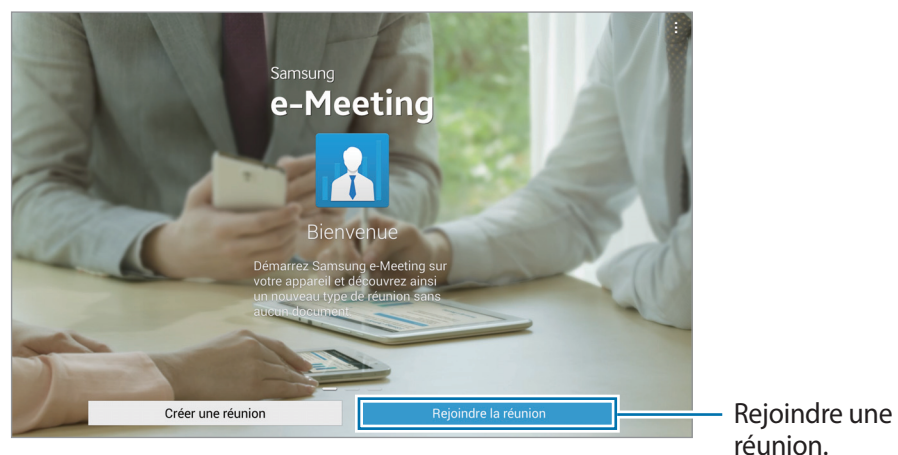 Samsung
e-Meeting
Bienvenue
Démarrez Samsung e-Meeting sur
votre appareil et découvrez ainsi
un nouveau type de réunion sans
aucun document.
Créer une réunion
Rejoindre la réunion
Rejoindre une
réunion.